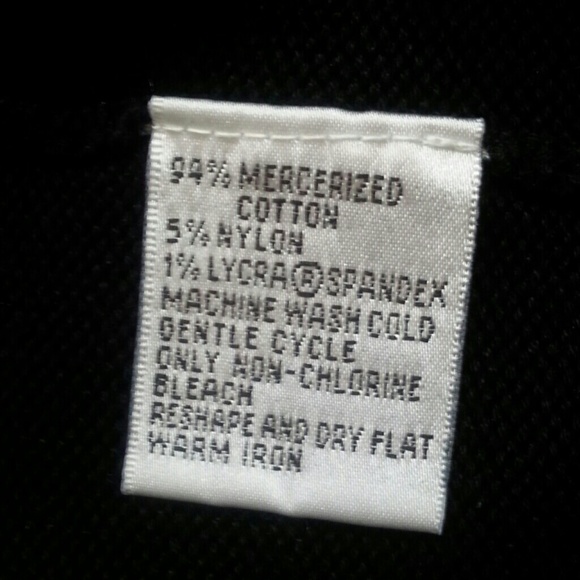 94% MERCERIZED
COTTON
5% NYLON
1% LYCRA® SPANDEX
MACHINE WASH COLD
GENTLE CYCLE
ONLY NON-CHLORINE
BLEACH
RESHAPE AND DRY FLAT
WARM IRON